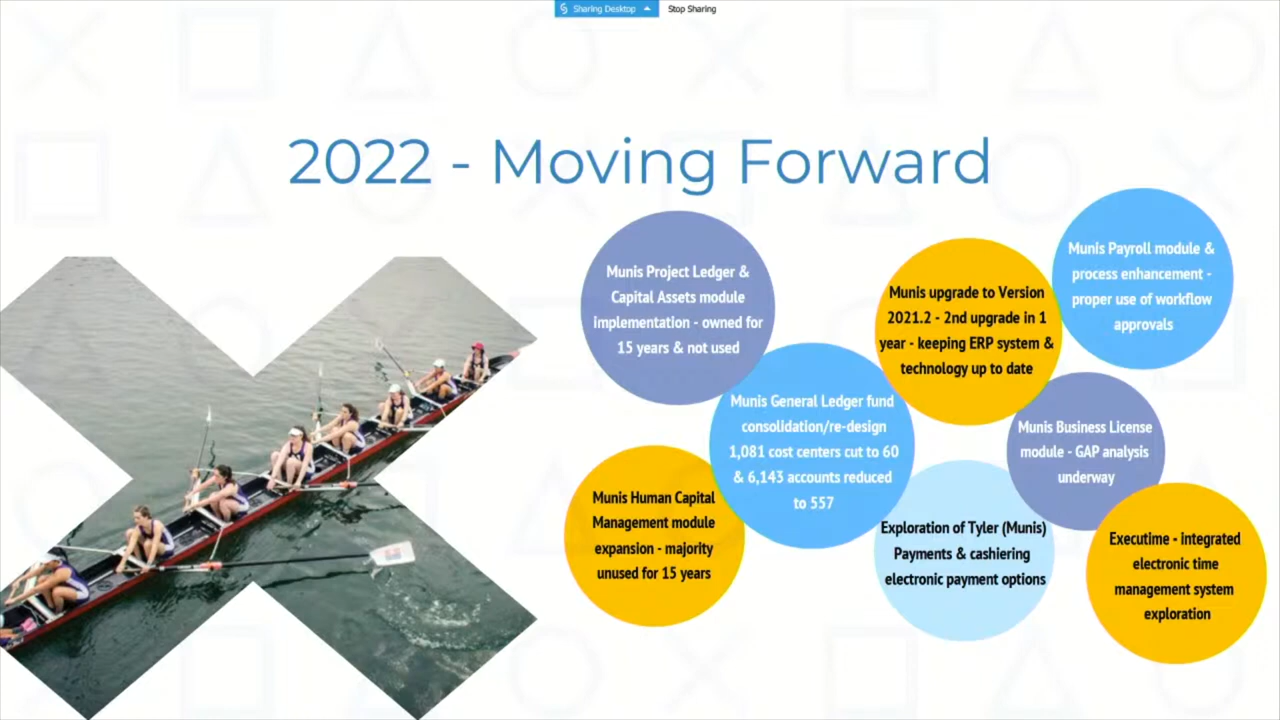 Sharing Desktop
Stop Sharing
2022 - Moving Forward
Munis Project Ledger &
Capital Assets module
implementation - owned for
15 years & not used
Munis General Ledger fund
consolidation/re-design
1,081 cost centers cut to 60
& 6,143 accounts reduced
to 557
Munis Human Capital
Management module
expansion - majority
unused for 15 years
Munis upgrade to Version
2021.2 - 2nd upgrade in 1
year - keeping ERP system &
technology up to date
Munis Payroll module &
process enhancement -
proper use of workflow
approvals
Munis Business License
module - GAP analysis
underway
Exploration of Tyler (Munis)
Payments & cashiering
electronic payment options
Executime - integrated
electronic time
management system
exploration